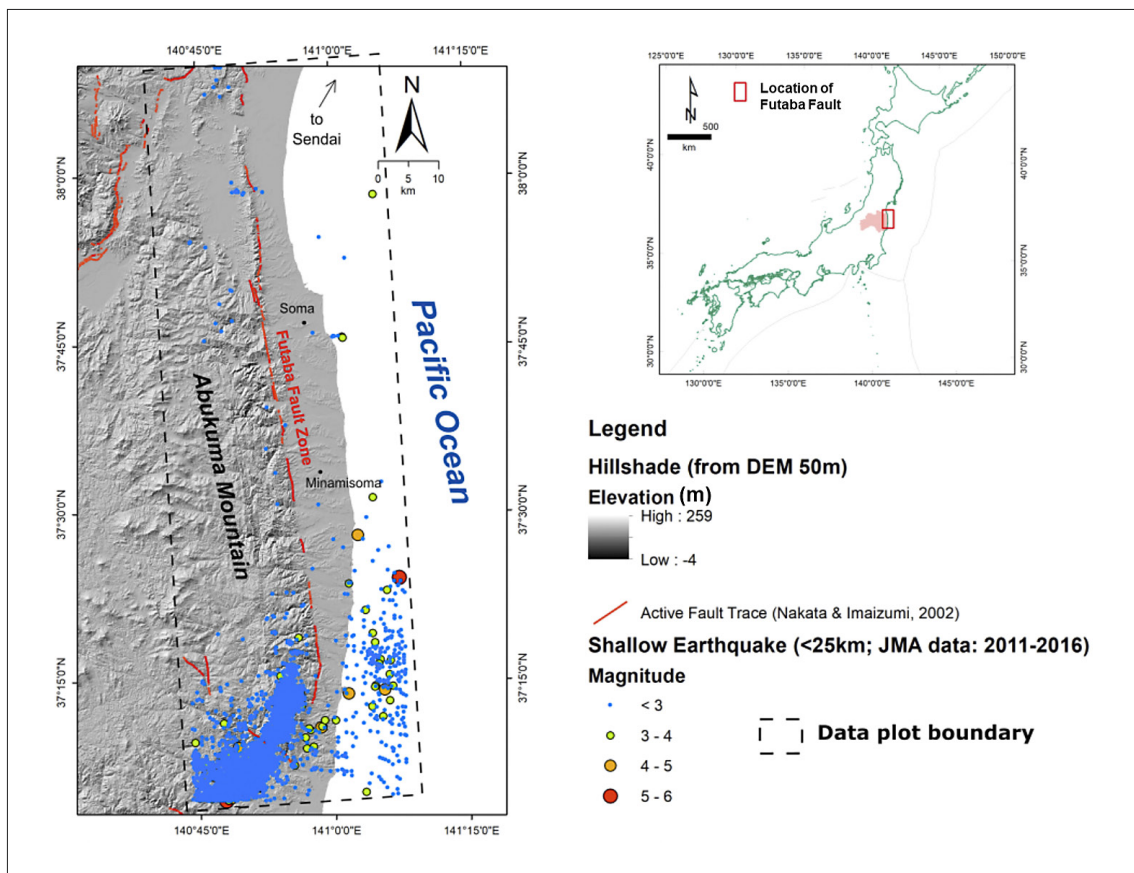 140°45'0"E
141°0'0"E
141°15'0"E
38°0'0"N
37°45'0"N
37°30'0"N
37°15'0"N
N
to
Sendai
0 5 10
km
Soma
Futaba Fault Zone
Minamisoma
Abukuma Mountain
Pacific Ocean
38°0'0"N
37°45'0"N
37°30'0"N
37°15'0"N
140°45'0"E
141°0'0"E
141°15'0"E
125°0'0"E
130°0'0"E
135°0'0"E
140°0'0"E
145°0'0"E
150°0'0"E
N
500
km
Location of
Futaba Fault
40°0'0"N
35°0'0"N
30°0'0"N
40°0'0"N
35°0'0"N
30°0'0"N
130°0'0"E
135°0'0"E
140°0'0"E
145°0'0"E
Legend
Hillshade (from DEM 50m)
Elevation (m)
High : 259
Low : -4
Active Fault Trace (Nakata & Imaizumi, 2002)
Shallow Earthquake (<25km; JMA data: 2011-2016)
Magnitude
< 3
3 - 4
4 - 5
5 - 6
Data plot boundary